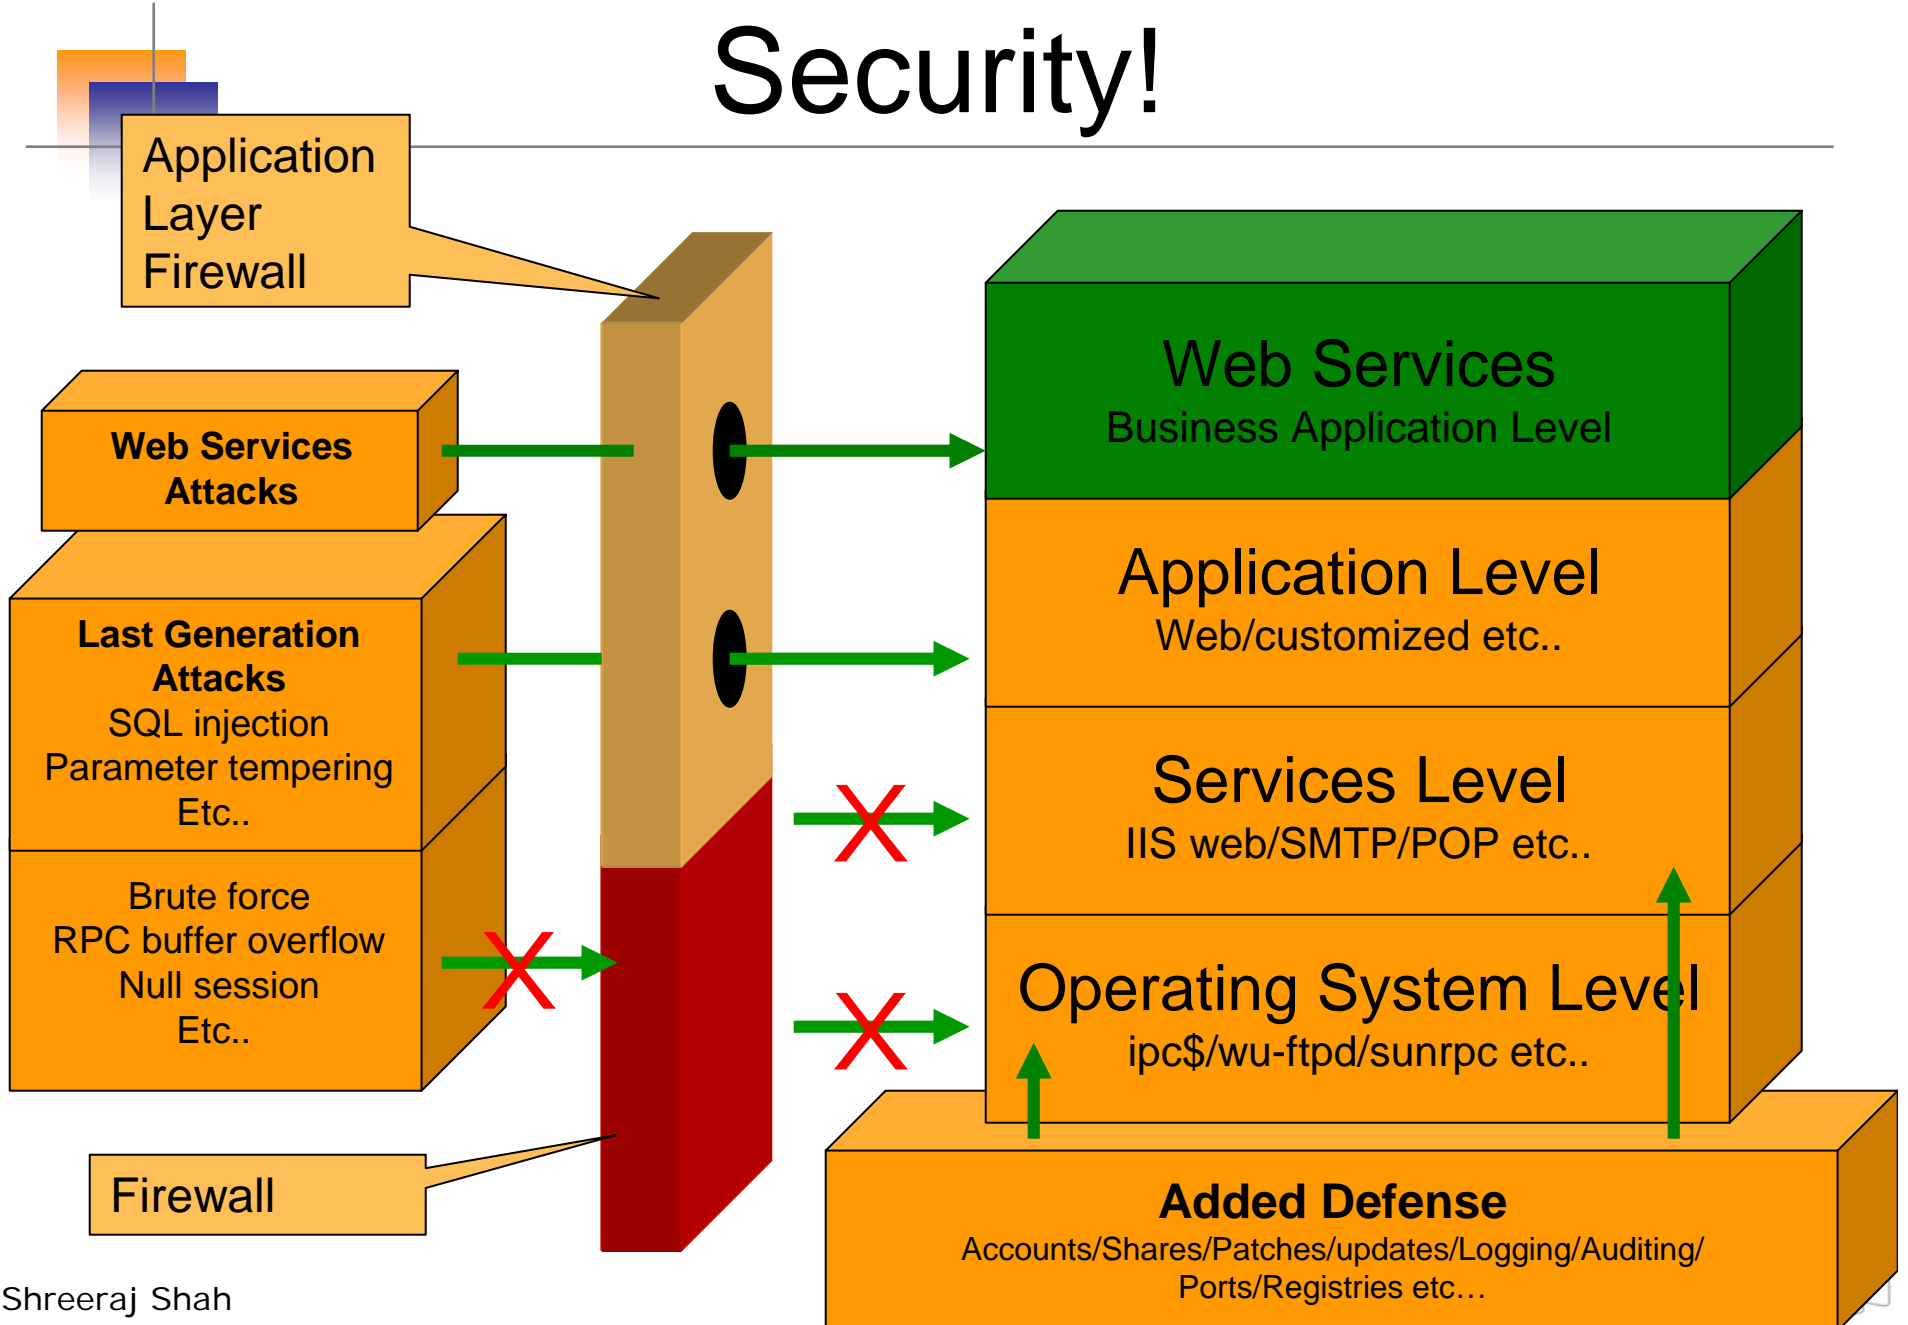 Security!
Application
Layer
Firewall
Web Services
Attacks
Last Generation
Attacks
SQL injection
Parameter tempering
Etc..
Brute force
RPC buffer overflow
Null session
Etc..
Firewall
X
X
X
Web Services
Business Application Level
Application Level
Web/customized etc..
Services Level
IIS web/SMTP/POP etc..
Operating System Level
ipc$/wu-ftpd/sunrpc etc..
Added Defense
Accounts/Shares/Patches/updates/Logging/Auditing/
Ports/Registries etc…
Shreeraj Shah